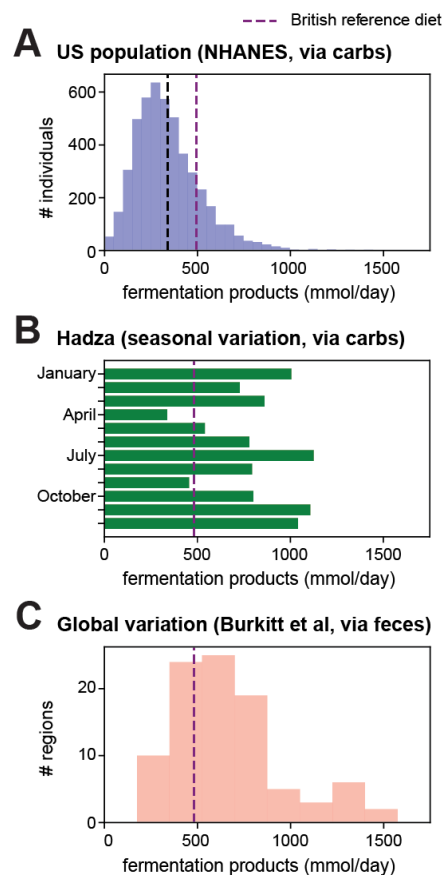 British reference diet
A US population (NHANES, via carbs)
600
400
200
0
# individuals
0 500 1000 1500
fermentation products (mmol/day)
B Hadza (seasonal variation, via carbs)
January
April
July
October
0 500 1000 1500
fermentation products (mmol/day)
C Global variation (Burkitt et al, via feces)
20
10
0
# regions
0 500 1000 1500
fermentation products (mmol/day)